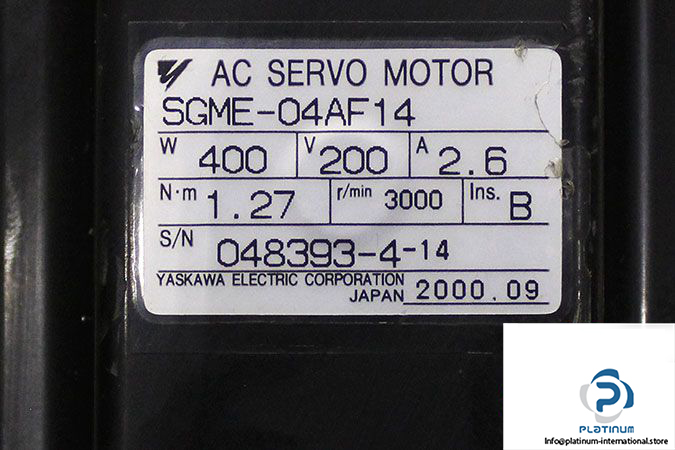 AC SERVO MOTOR
SGME-04AF14
W 400 V 200 A 2.6
N·m 1.27 r/min 3000 Ins. B
S/N 048393-4-14
YASKAWA ELECTRIC CORPORATION
JAPAN 2000.09
PLATINUM
Info@platinum-international.store